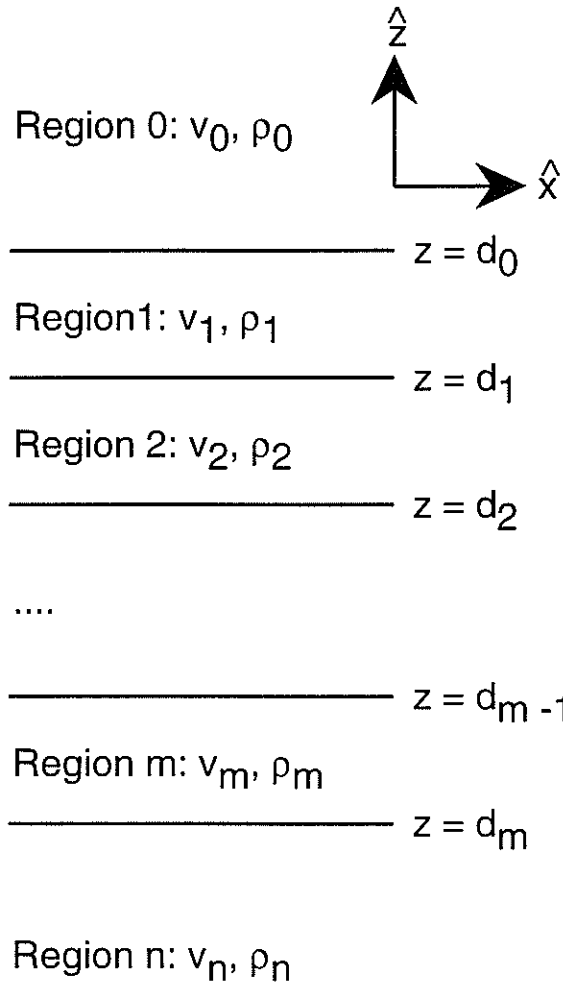 ẑ
Region 0: v₀, ρ₀
x̂
z = d₀
Region1: v₁, ρ₁
z = d₁
Region 2: v₂, ρ₂
z = d₂
....
z = dₘ ₋₁
Region m: vₘ, ρₘ
z = dₘ
Region n: vₙ, ρₙ